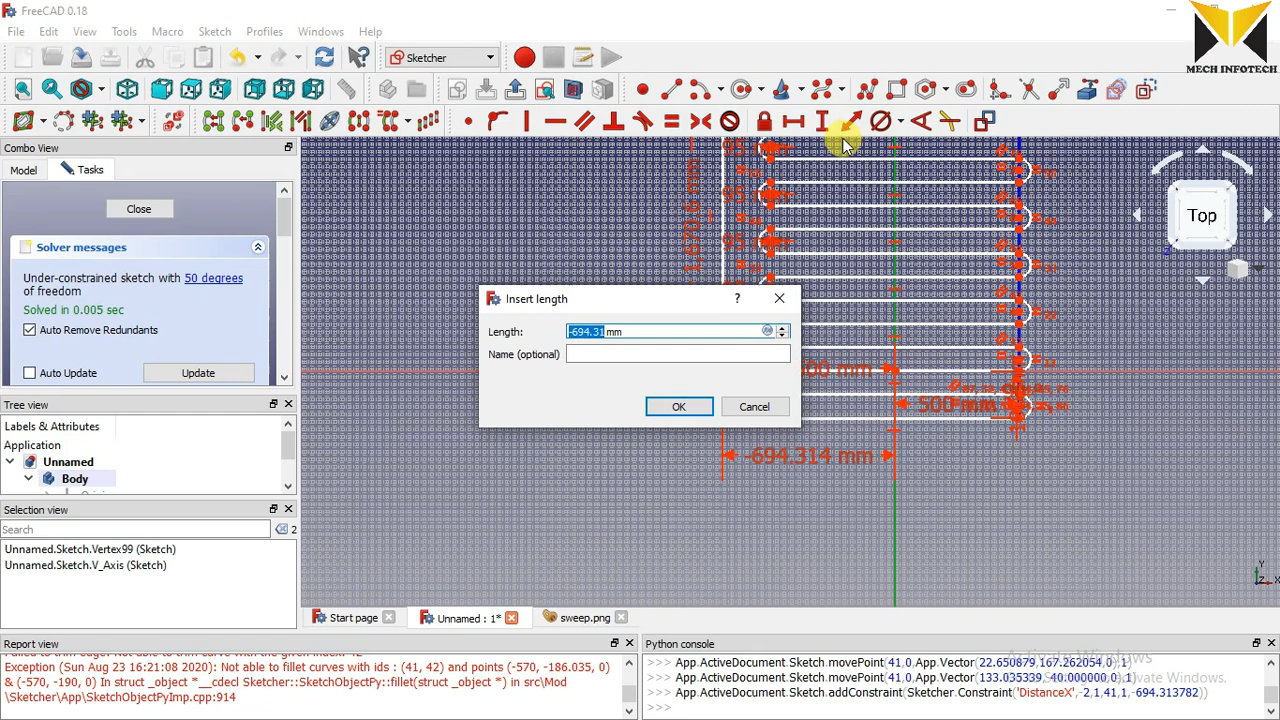 FreeCAD 0.18
File Edit View Tools Macro Sketch Profiles Windows Help
Sketcher
MECH INFOTECH
Combo View
Model Tasks
Close
Solver messages
Under-constrained sketch with 50 degrees
of freedom
Solved in 0.005 sec
Auto Remove Redundants
Auto Update Update
Tree view
Labels & Attributes
Application
Unnamed
Body
Selection view
Search
2
Unnamed.Sketch.Vertex99 (Sketch)
Unnamed.Sketch.V_Axis (Sketch)
Top
Insert length
Length: -694.31 mm
Name (optional)
OK Cancel
-694.314 mm
Start page Unnamed : 1* sweep.png
Report view
Exception (Sun Aug 23 16:21:08 2020): Not able to fillet curves with ids : (41, 42) and points (-570, -186.035, 0)
& (-570, -190, 0) In struct _object *__cdecl Sketcher::SketchObjectPy::fillet(struct _object *) in src\Mod
\Sketcher\App\SketchObjectPyImp.cpp:914
Python console
>>> App.ActiveDocument.Sketch.movePoint(41,0,App.Vector(22.650879,167.262054,0),1)
>>> App.ActiveDocument.Sketch.movePoint(41,0,App.Vector(133.035339,-40.000000,0),1)
>>> App.ActiveDocument.Sketch.addConstraint(Sketcher.Constraint('DistanceX',-2,1,41,1,-694.313782))
>>>